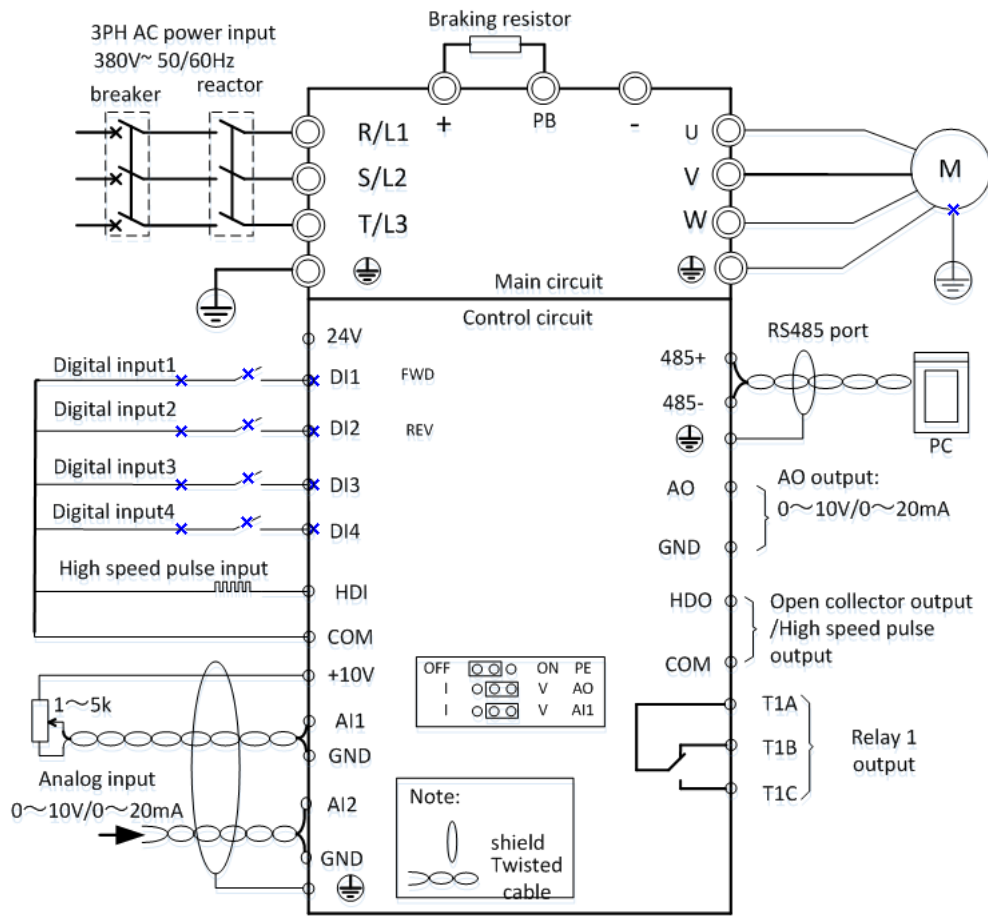 Braking resistor
3PH AC power input
380V~ 50/60Hz
breaker
reactor
R/L1
S/L2
T/L3
+
PB
-
U
V
W
M
Main circuit
Control circuit
24V
Digital input1
DI1
FWD
Digital input2
DI2
REV
Digital input3
DI3
Digital input4
DI4
High speed pulse input
HDI
COM
+10V
1～5k
AI1
GND
Analog input
0～10V/0～20mA
AI2
GND
RS485 port
485+
485-
PC
AO
AO output:
0～10V/0～20mA
GND
HDO
Open collector output
/High speed pulse
output
COM
OFF ON PE
I V AO
I V AI1
T1A
T1B
T1C
Relay 1
output
Note:
shield
Twisted
cable